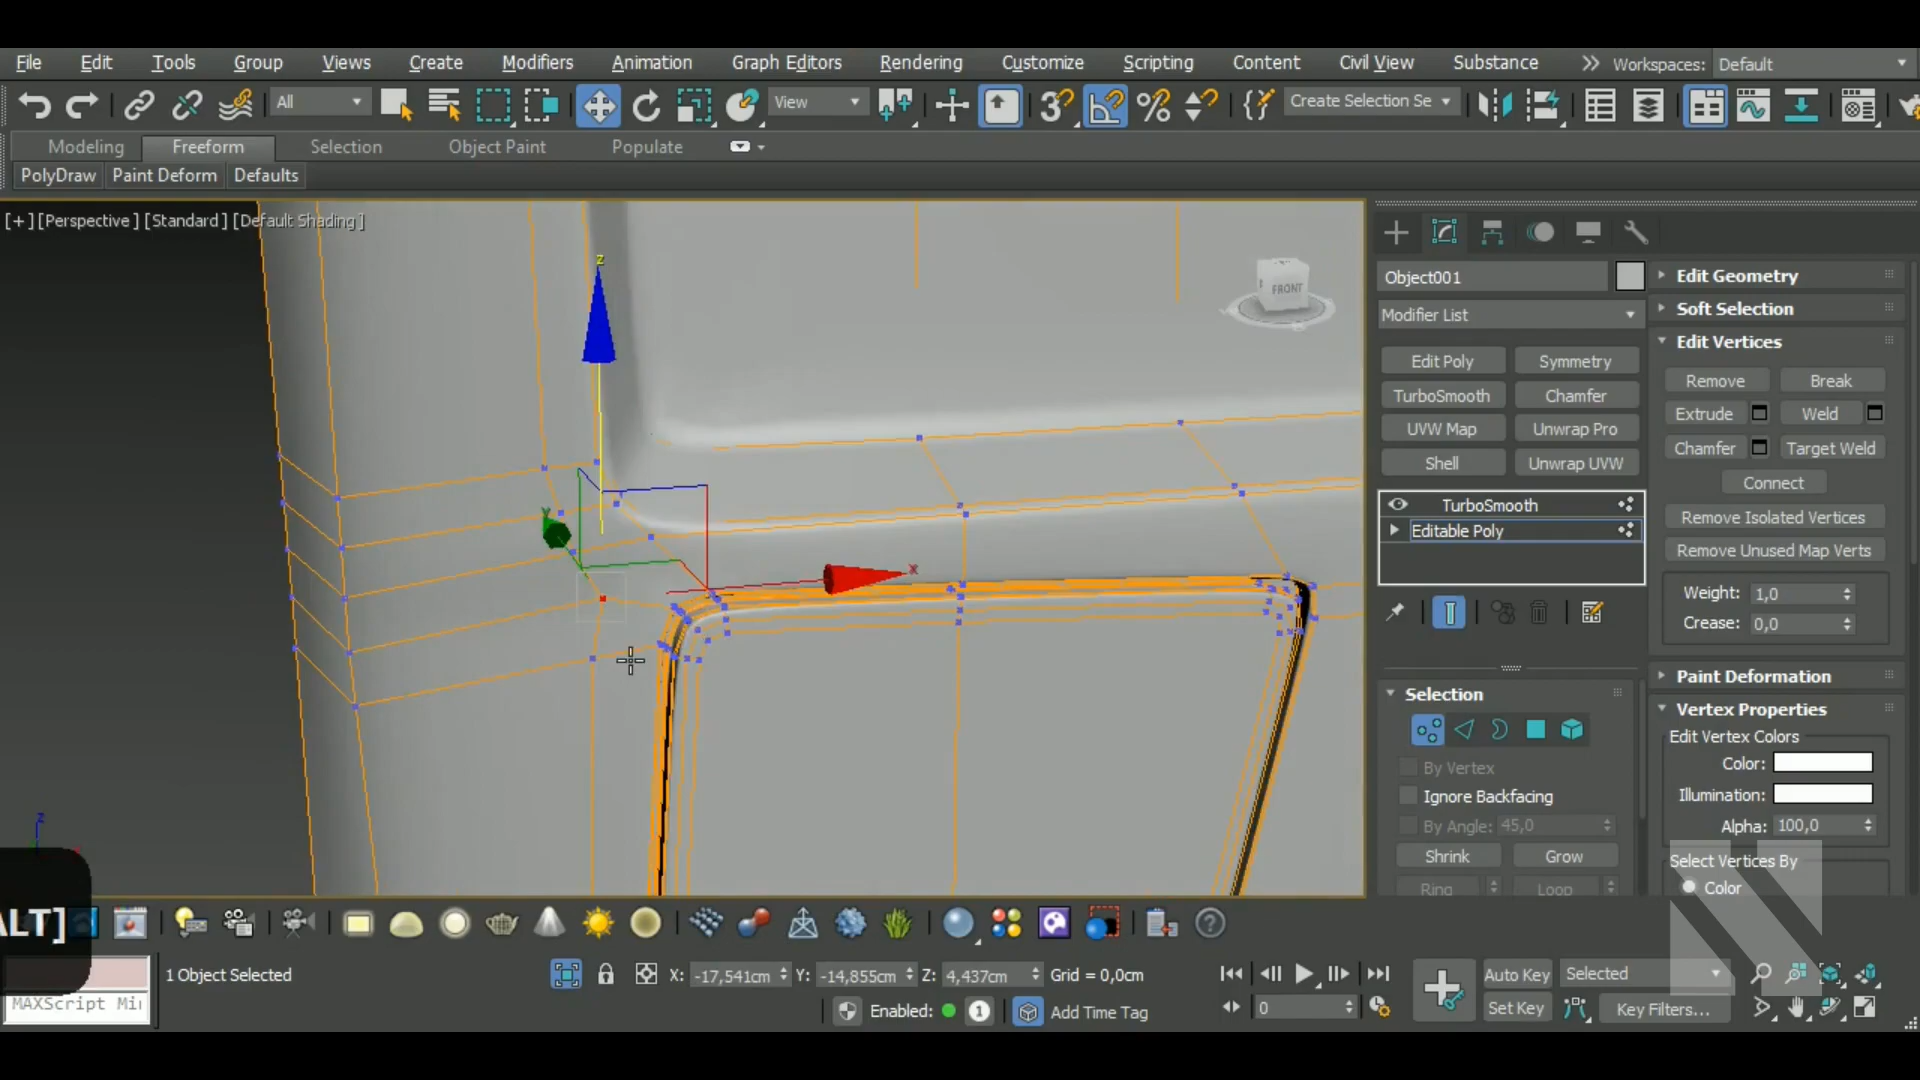 File Edit Tools Group Views Create Modifiers Animation Graph Editors Rendering Customize Scripting Content Civil View Substance Workspaces: Default
All View Create Selection Se
Modeling Freeform Selection Object Paint Populate
PolyDraw Paint Deform Defaults
[+] [Perspective] [Standard] [Default Shading]
z
FRONT
Y
x
z
Object001
Modifier List
Edit Poly Symmetry
TurboSmooth Chamfer
UVW Map Unwrap Pro
Shell Unwrap UVW
TurboSmooth
Editable Poly
Selection
By Vertex
Ignore Backfacing
By Angle: 45,0
Shrink Grow
Ring Loop
Edit Geometry
Soft Selection
Edit Vertices
Remove Break
Extrude Weld
Chamfer Target Weld
Connect
Remove Isolated Vertices
Remove Unused Map Verts
Weight: 1,0
Crease: 0,0
Paint Deformation
Vertex Properties
Edit Vertex Colors
Color:
Illumination:
Alpha: 100,0
Select Vertices By
Color
ALT]
1 Object Selected
X: -17,541cm Y: -14,855cm Z: 4,437cm Grid = 0,0cm
Auto Key Selected
MAXScript Mi
Enabled: 1 Add Time Tag
0
Set Key Key Filters...